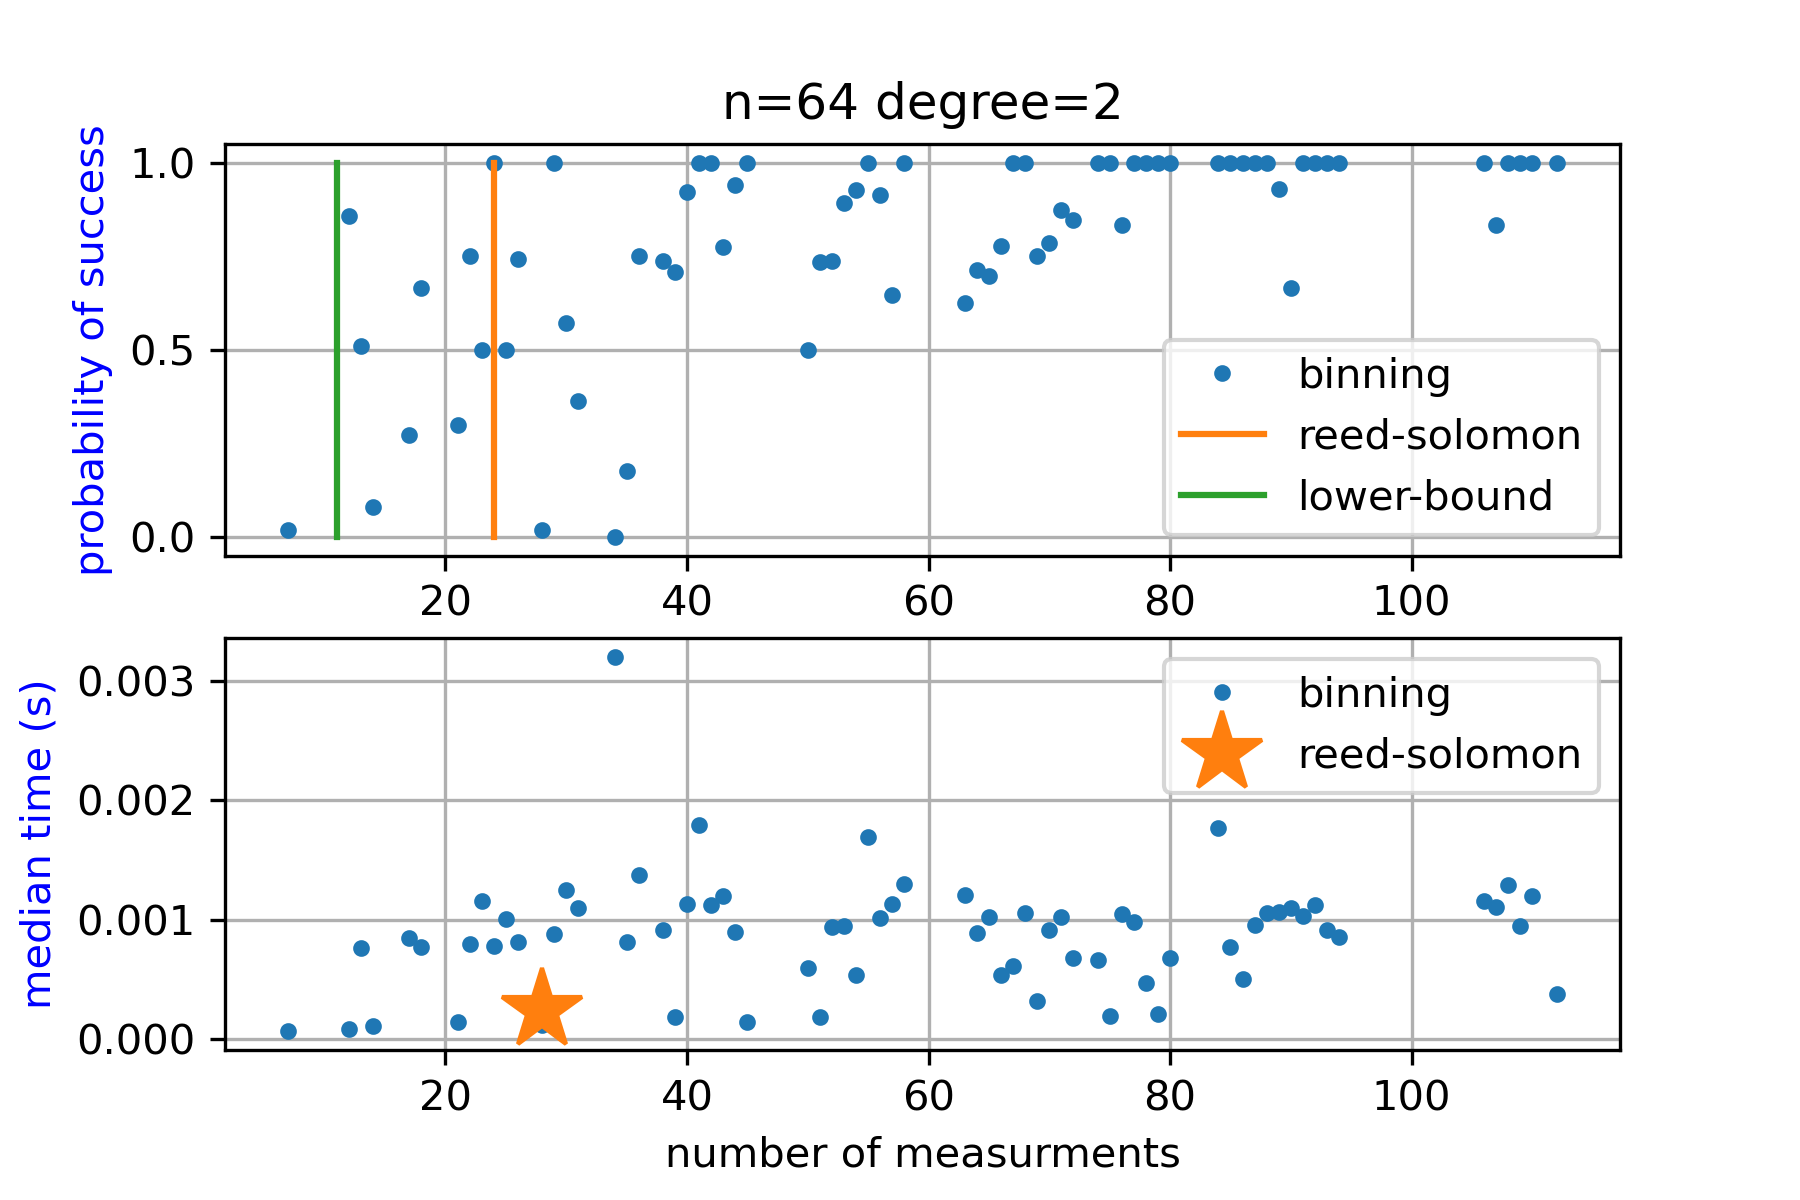 n=64 degree=2
probability of success
1.0
0.5
0.0
binning
reed-solomon
lower-bound
20 40 60 80 100
median time (s)
0.003
0.002
0.001
0.000
binning
reed-solomon
20 40 60 80 100
number of measurments